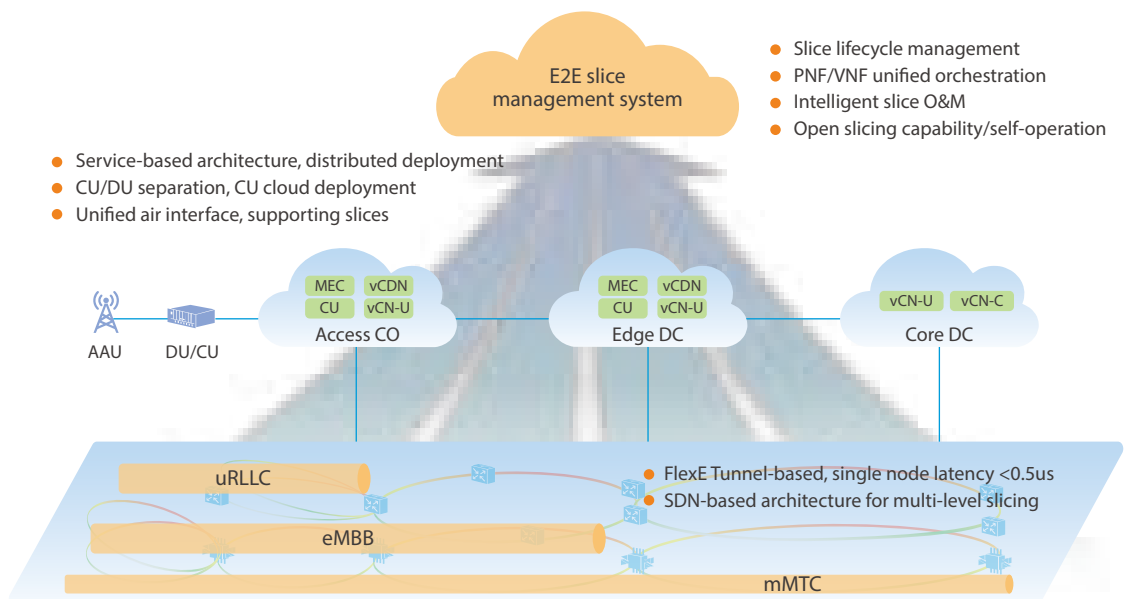 E2E slice
management system
● Slice lifecycle management
● PNF/VNF unified orchestration
● Intelligent slice O&M
● Open slicing capability/self-operation
● Service-based architecture, distributed deployment
● CU/DU separation, CU cloud deployment
● Unified air interface, supporting slices
AAU
DU/CU
MEC vCDN
CU vCN-U
Access CO
MEC vCDN
CU vCN-U
Edge DC
vCN-U vCN-C
Core DC
uRLLC
● FlexE Tunnel-based, single node latency <0.5us
● SDN-based architecture for multi-level slicing
eMBB
mMTC